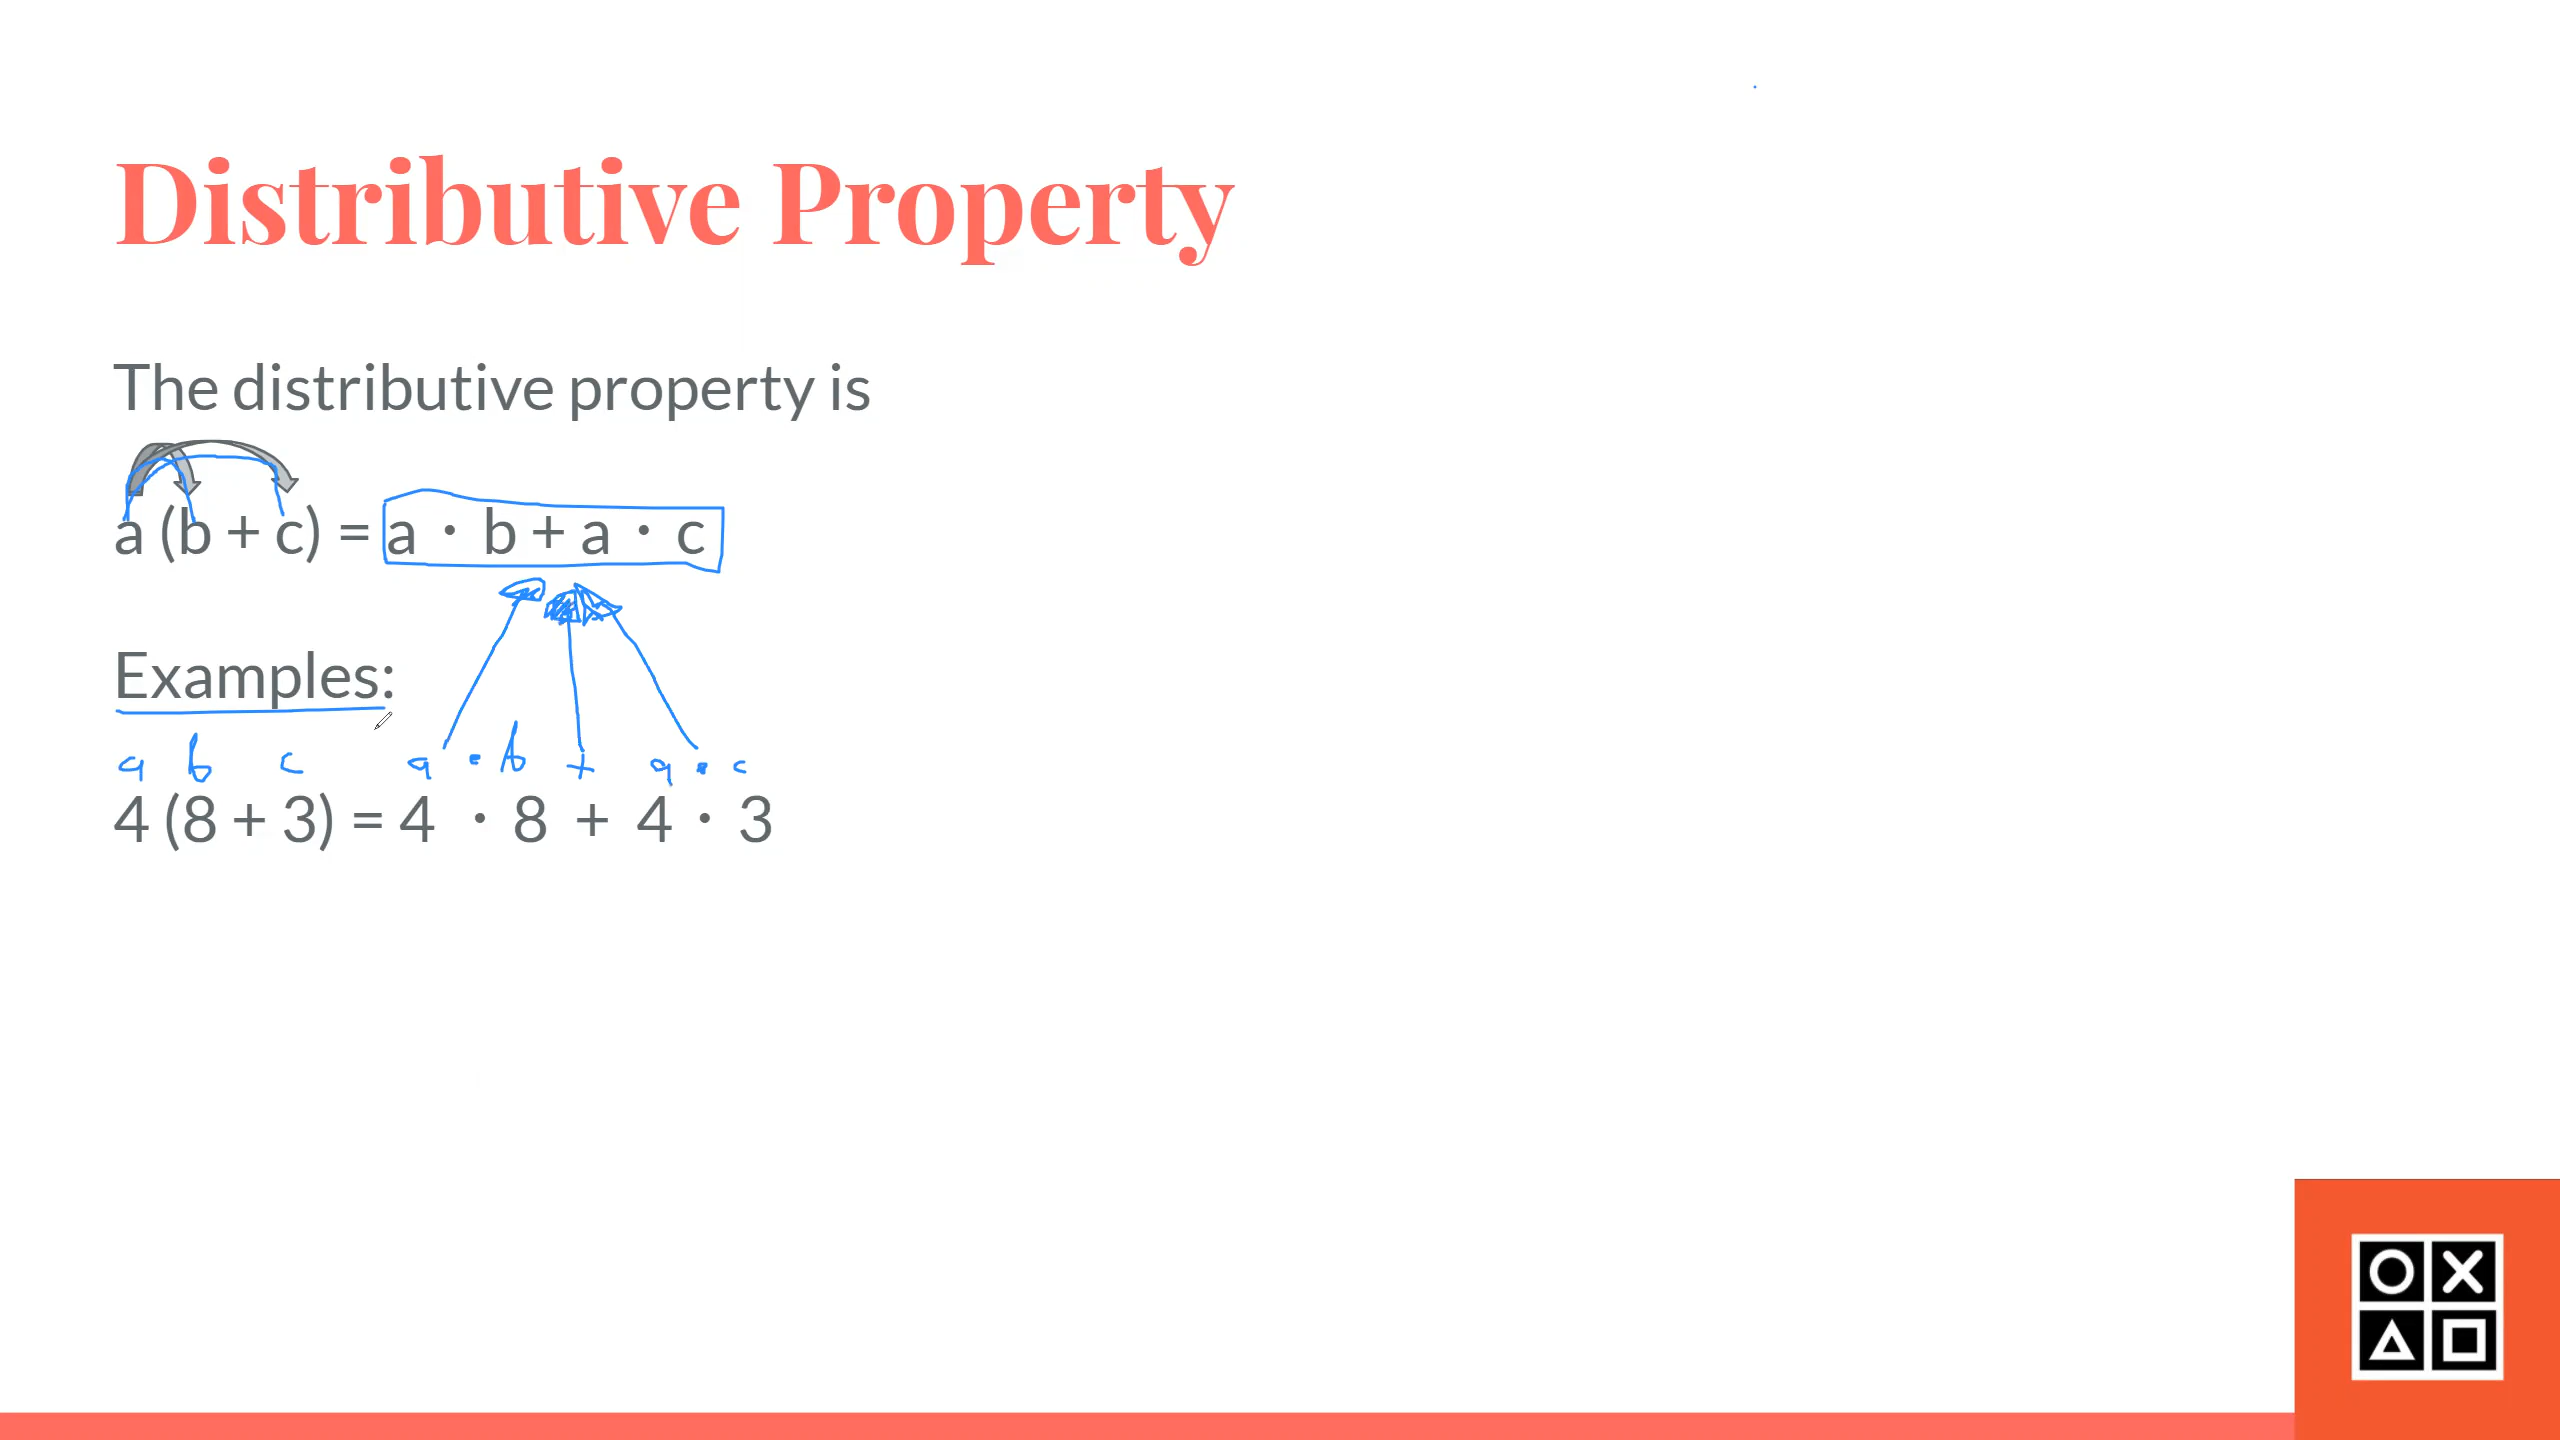 Distributive Property
The distributive property is
a (b + c) = a · b + a · c
Examples:
a b c a · b + a · c
4 (8 + 3) = 4 · 8 + 4 · 3